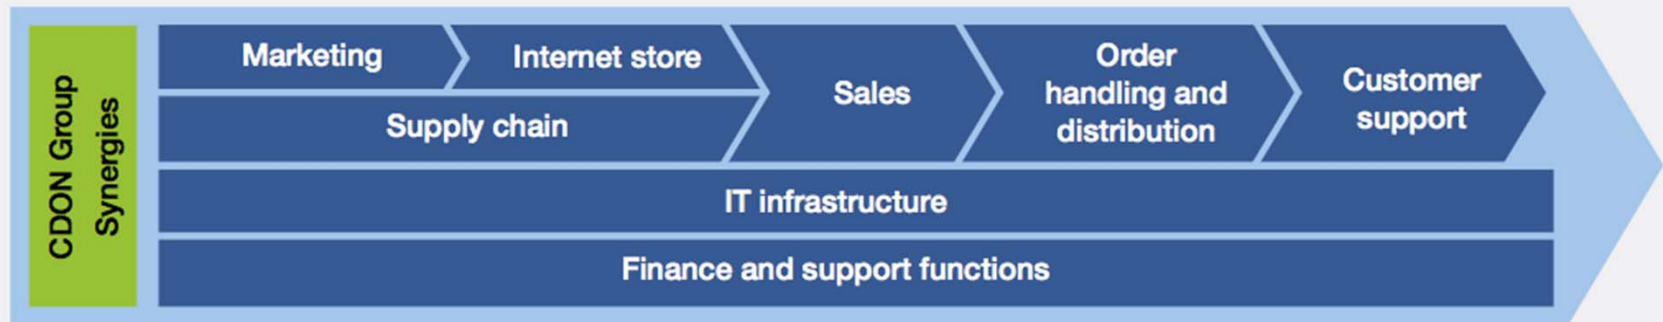 CDON Group
Synergies
Marketing
Internet store
Supply chain
Sales
Order
handling and
distribution
Customer
support
IT infrastructure
Finance and support functions